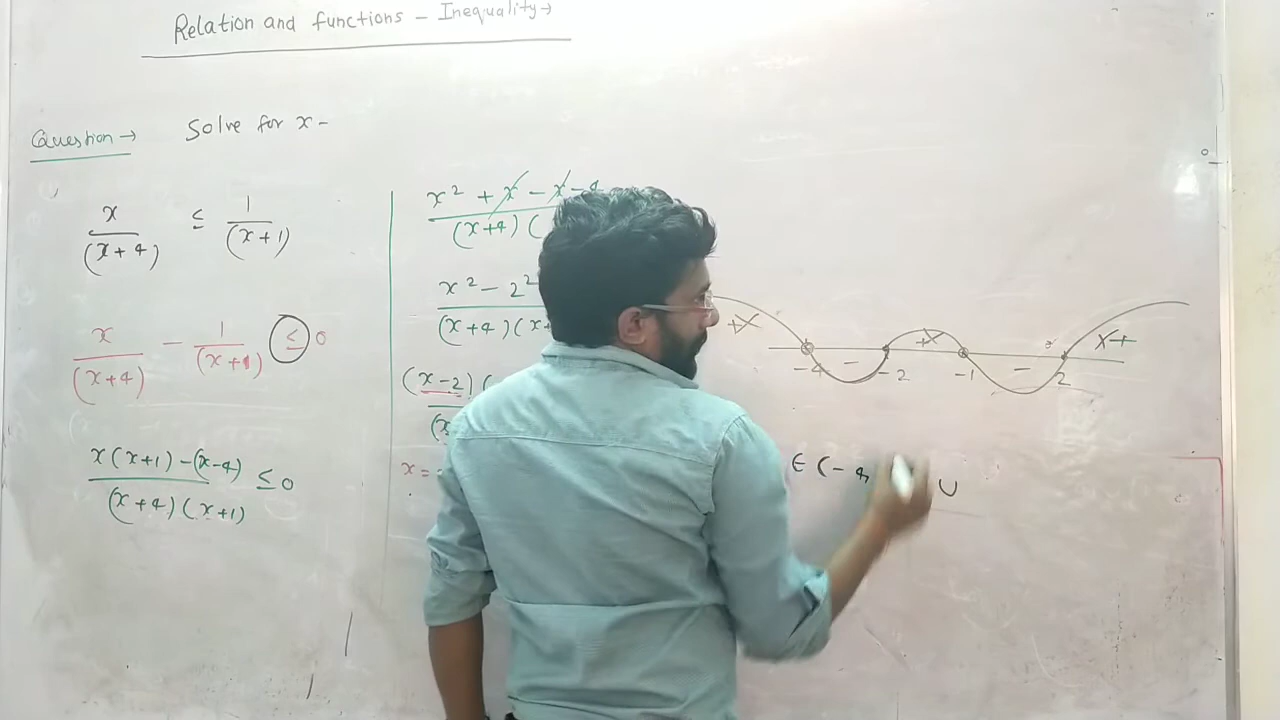 Relation and functions – Inequality→
Question → Solve for x –
x/(x+4) ≤ 1/(x+1)
x/(x+4) – 1/(x+1) ≤ 0
x(x+1) –(x-4)/(x+4)(x+1) ≤ 0
x² + x – x – 4
(x+4)(
x² – 2²
(x+4)(x+
(x-2)(
x =
+ – + – +
–4 –2 –1 2
∈ (–4, ∪